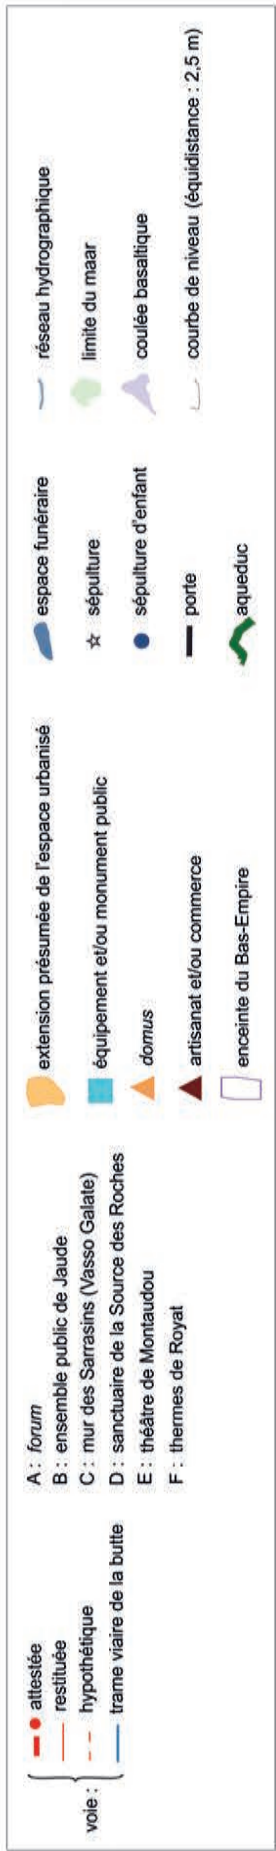 voie :
attestée
restituée
hypothétique
trame viaire de la butte
A : forum
B : ensemble public de Jaude
C : mur des Sarrasins (Vasso Galate)
D : sanctuaire de la Source des Roches
E : théâtre de Montaudou
F : thermes de Royat
extension présumée de l'espace urbanisé
équipement et/ou monument public
domus
artisanat et/ou commerce
enceinte du Bas-Empire
espace funéraire
sépulture
sépulture d'enfant
porte
aqueduc
réseau hydrographique
limite du maar
coulée basaltique
courbe de niveau (équidistance : 2,5 m)